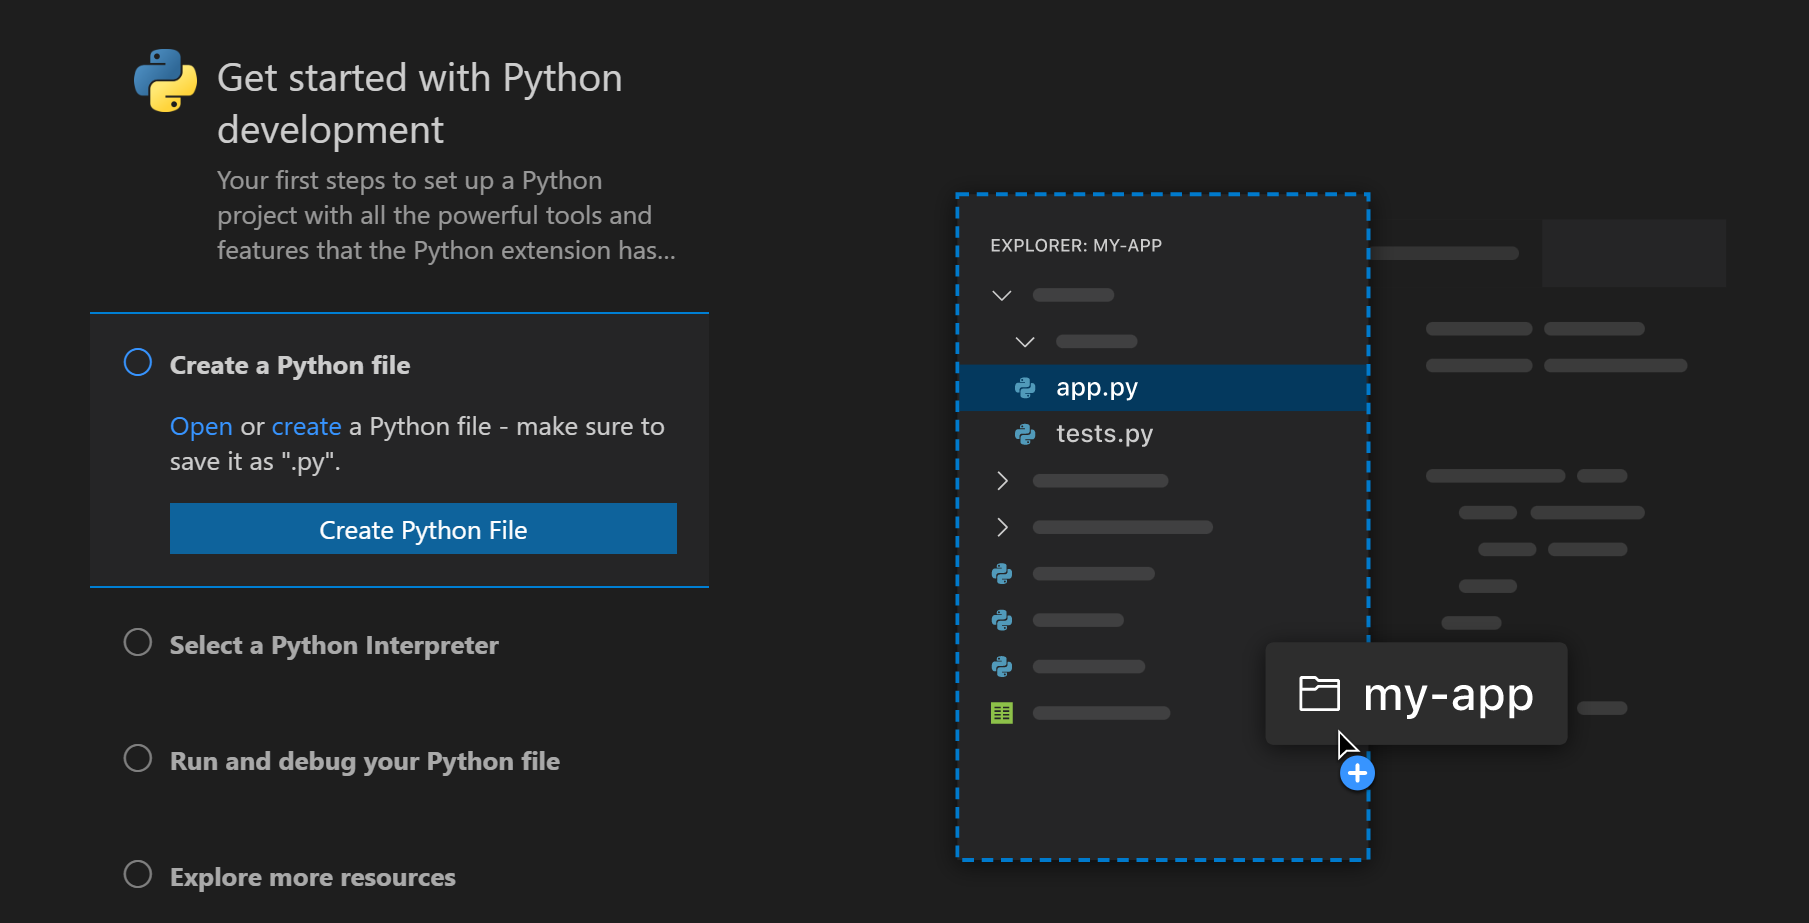 Get started with Python
development
Your first steps to set up a Python
project with all the powerful tools and
features that the Python extension has...
Create a Python file
Open or create a Python file - make sure to
save it as ".py".
Create Python File
Select a Python Interpreter
Run and debug your Python file
Explore more resources
EXPLORER: MY-APP
app.py
tests.py
my-app